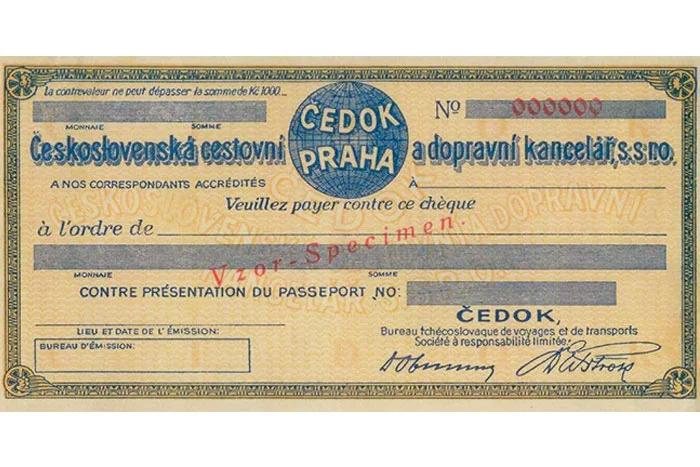 La contrevaleur ne peut dépasser la somme de Kč 1000.—
No 000000
MONNAIE SOMME
ČEDOK
PRAHA
Československá cestovní a dopravní kancelář, s.s r.o.
A NOS CORRESPONDANTS ACCRÉDITÉS À
Veuillez payer contre ce chèque
à l'ordre de
Vzor-Specimen.
MONNAIE SOMME
CONTRE PRÉSENTATION DU PASSEPORT NO:
LIEU ET DATE DE L'ÉMISSION:
BUREAU D'ÉMISSION:
ČEDOK,
Bureau tchécoslovaque de voyages et de transports
Société à responsabilité limitée.